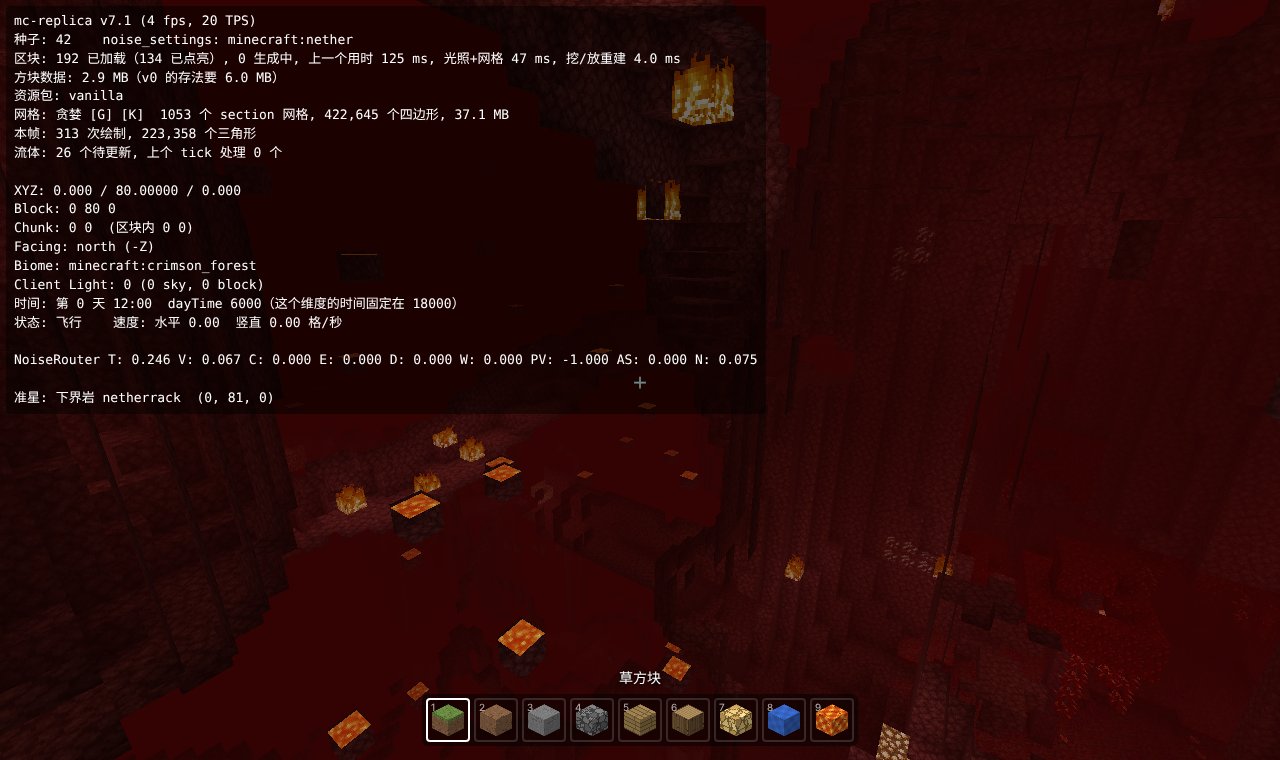 mc-replica v7.1 (4 fps, 20 TPS)
种子: 42    noise_settings: minecraft:nether
区块: 192 已加载（134 已点亮）, 0 生成中, 上一个用时 125 ms, 光照+网格 47 ms, 挖/放重建 4.0 ms
方块数据: 2.9 MB（v0 的存法要 6.0 MB）
资源包: vanilla
网格: 贪婪 [G] [K]  1053 个 section 网格, 422,645 个四边形, 37.1 MB
本帧: 313 次绘制, 223,358 个三角形
流体: 26 个待更新, 上个 tick 处理 0 个
XYZ: 0.000 / 80.00000 / 0.000
Block: 0 80 0
Chunk: 0 0  (区块内 0 0)
Facing: north (-Z)
Biome: minecraft:crimson_forest
Client Light: 0 (0 sky, 0 block)
时间: 第 0 天 12:00  dayTime 6000（这个维度的时间固定在 18000）
状态: 飞行    速度: 水平 0.00  竖直 0.00 格/秒
NoiseRouter T: 0.246 V: 0.067 C: 0.000 E: 0.000 D: 0.000 W: 0.000 PV: -1.000 AS: 0.000 N: 0.075
准星: 下界岩 netherrack  (0, 81, 0)
草方块
1 2 3 4 5 6 7 8 9